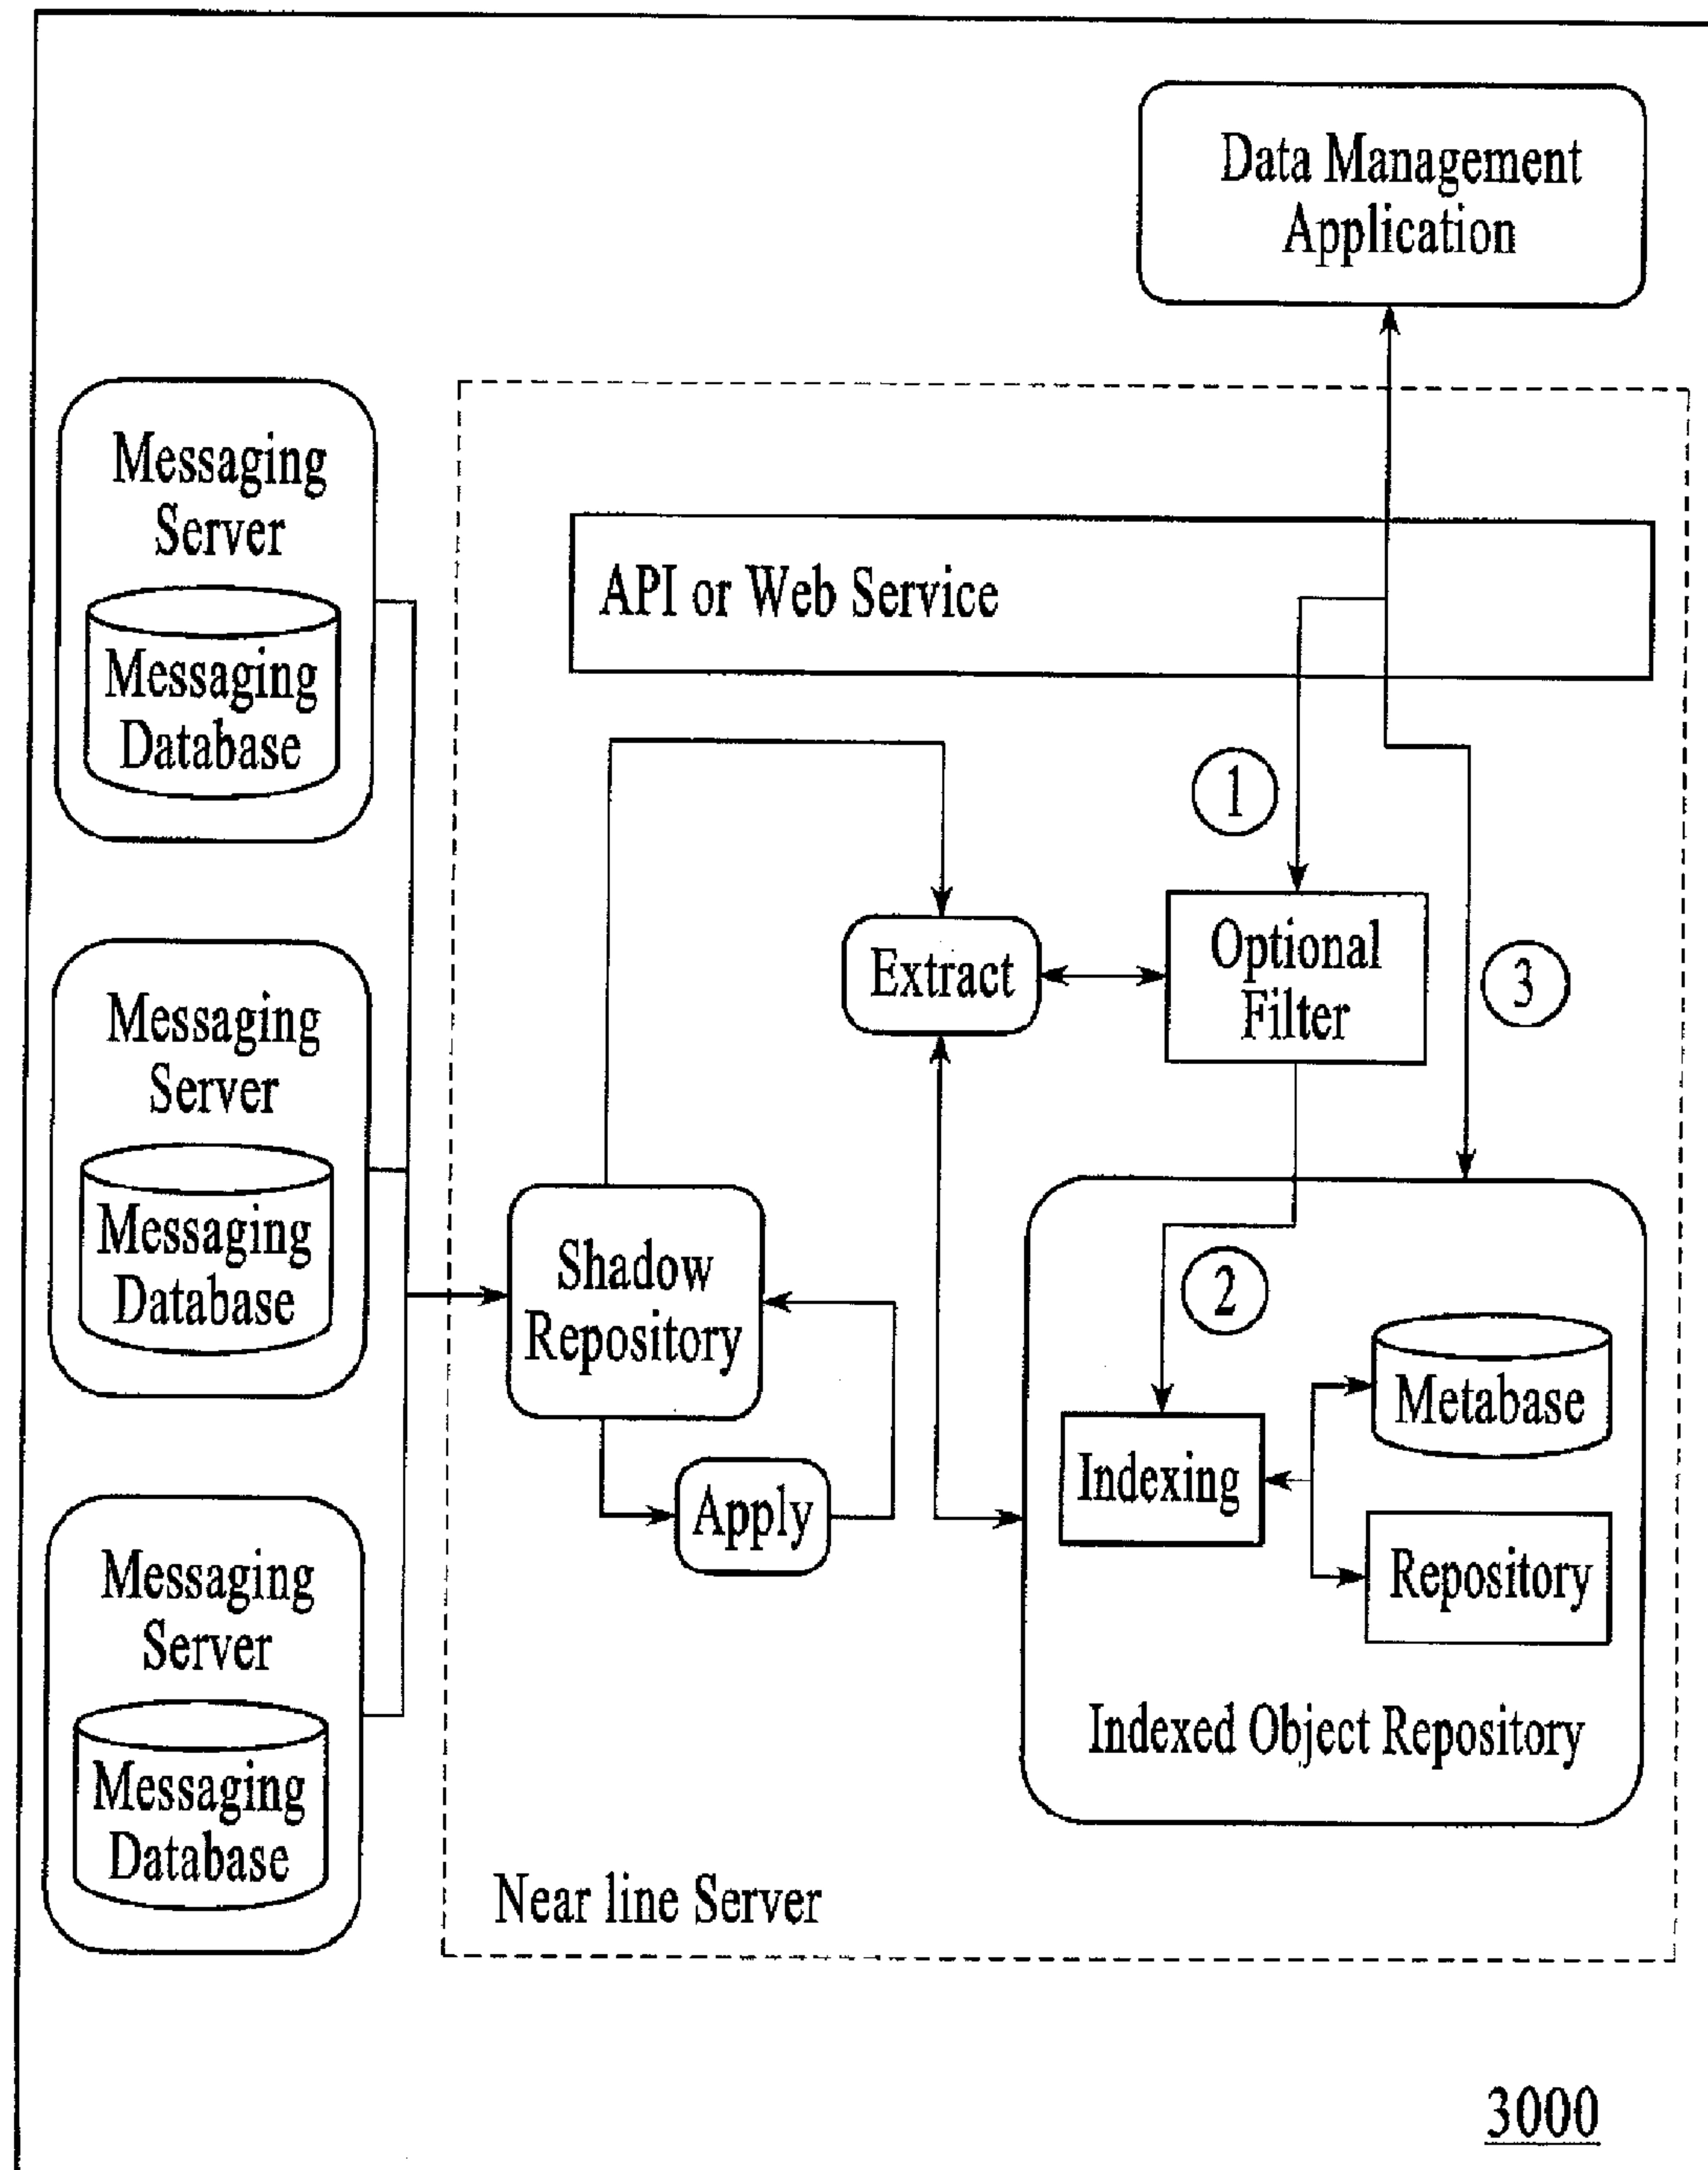 Data Management
Application
Messaging
Server
Messaging
Database
API or Web Service
1
Extract
Optional
Filter
3
Messaging
Server
Messaging
Database
Shadow
Repository
2
Metabase
Indexing
Apply
Repository
Messaging
Server
Messaging
Database
Indexed Object Repository
Near line Server
3000